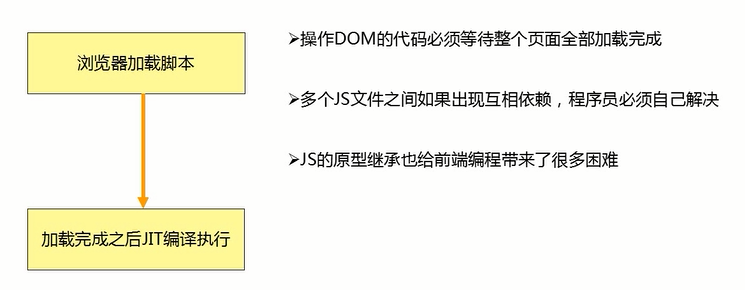 浏览器加载脚本
加载完成之后JIT编译执行
➢操作DOM的代码必须等待整个页面全部加载完成
➢多个JS文件之间如果出现互相依赖，程序员必须自己解决
➢JS的原型继承也给前端编程带来了很多困难